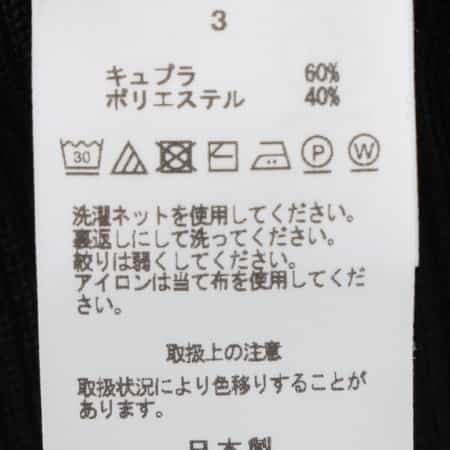 3
キュプラ 60%
ポリエステル 40%
30 P W
洗濯ネットを使用してください。
裏返しにして洗ってください。
絞りは弱くしてください。
アイロンは当て布を使用してくだ
さい。
取扱上の注意
取扱状況により色移りすることが
あります。
日本製